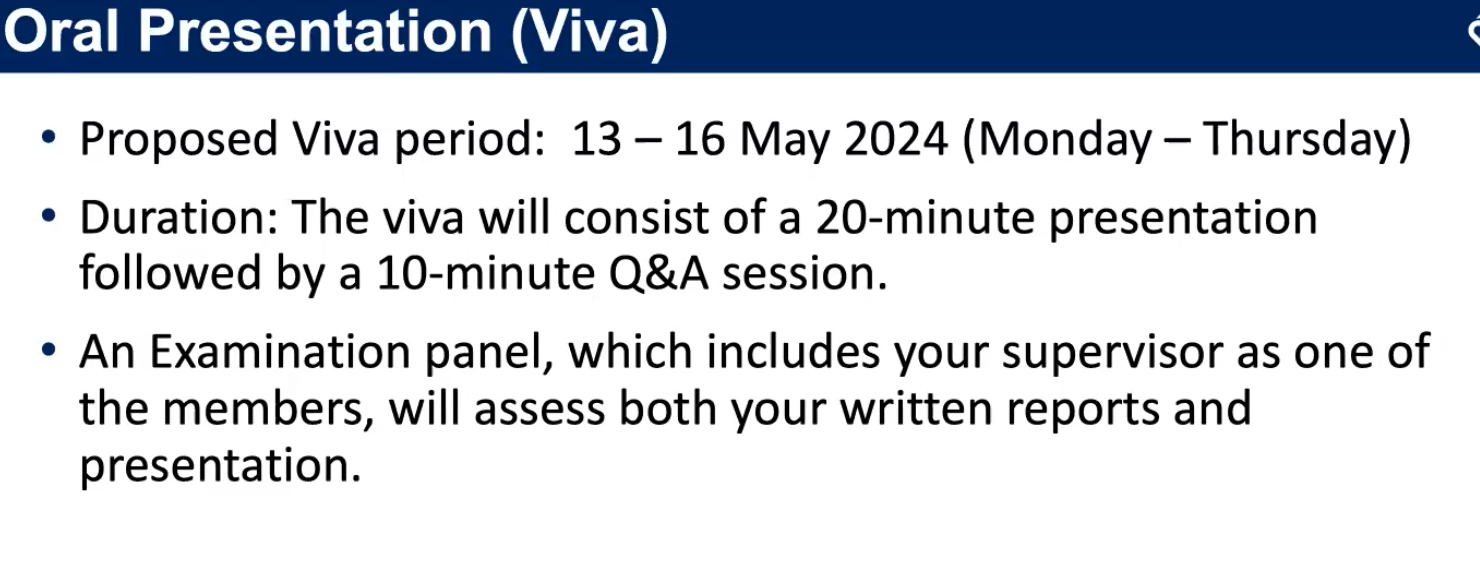 Oral Presentation (Viva)
• Proposed Viva period:  13 – 16 May 2024 (Monday – Thursday)
• Duration: The viva will consist of a 20-minute presentation
followed by a 10-minute Q&A session.
• An Examination panel, which includes your supervisor as one of
the members, will assess both your written reports and
presentation.